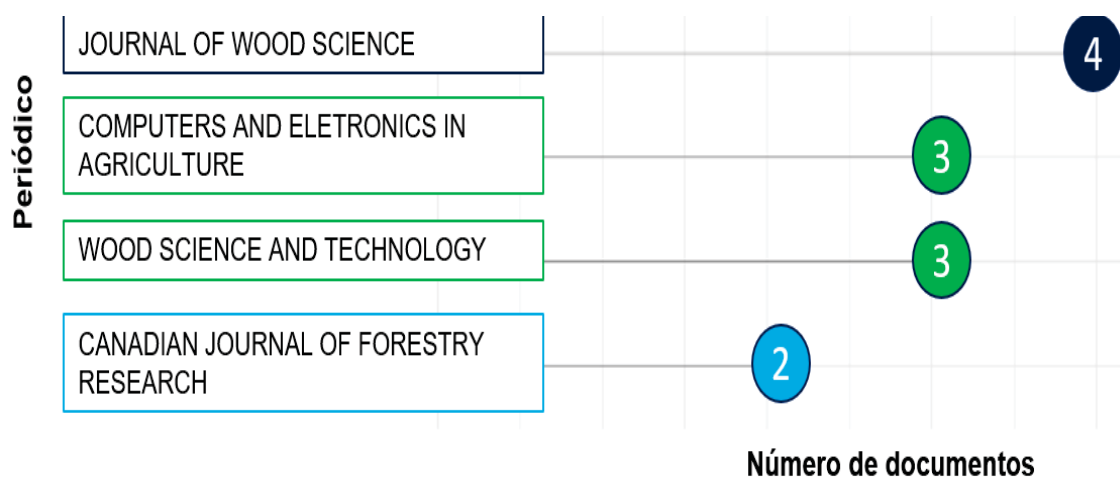 JOURNAL OF WOOD SCIENCE
4
Periódico
COMPUTERS AND ELETRONICS IN
AGRICULTURE
3
WOOD SCIENCE AND TECHNOLOGY
3
CANADIAN JOURNAL OF FORESTRY
RESEARCH
2
Número de documentos